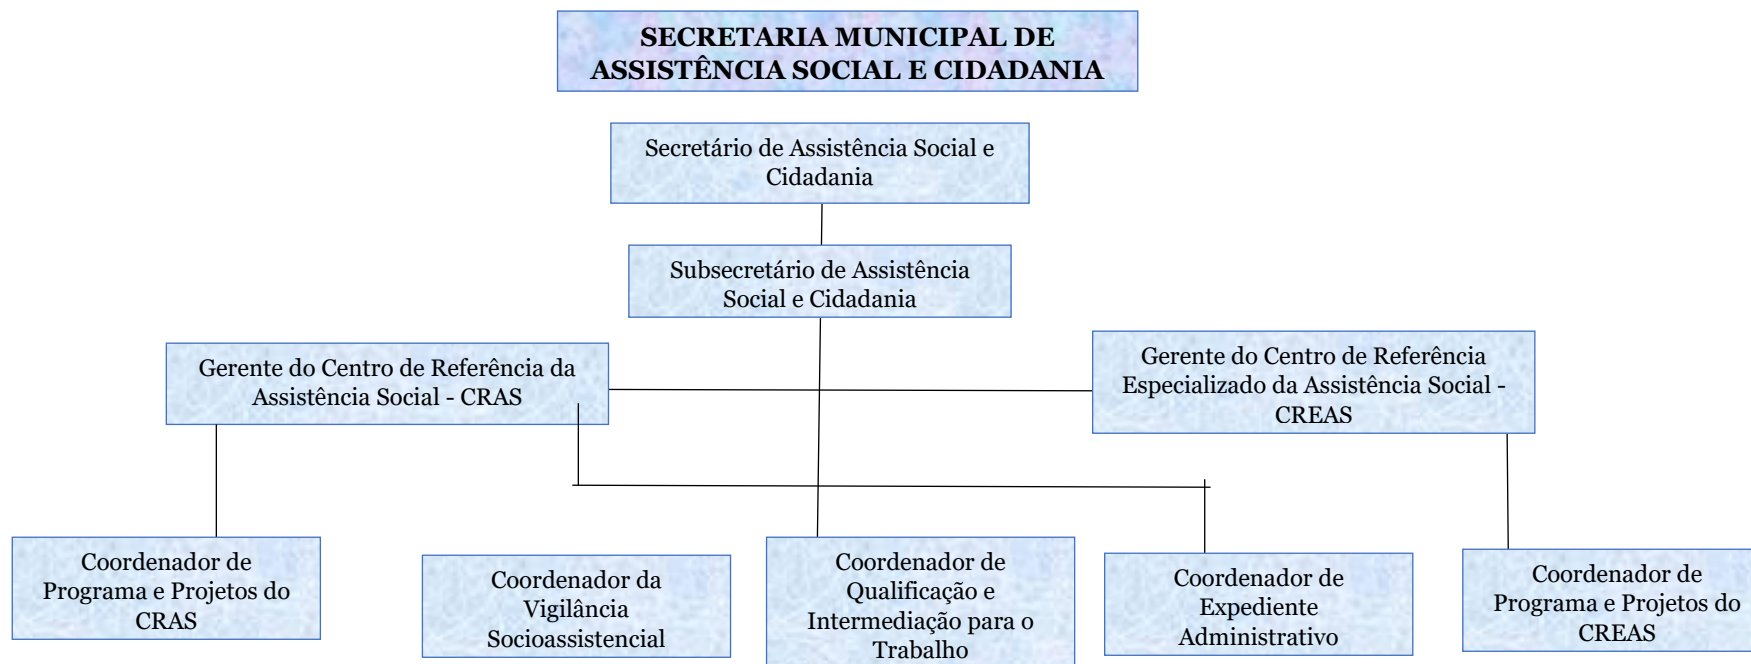 SECRETARIA MUNICIPAL DE
ASSISTÊNCIA SOCIAL E CIDADANIA
Secretário de Assistência Social e
Cidadania
Subsecretário de Assistência
Social e Cidadania
Gerente do Centro de Referência da
Assistência Social - CRAS
Gerente do Centro de Referência
Especializado da Assistência Social -
CREAS
Coordenador de
Programa e Projetos do
CRAS
Coordenador da
Vigilância
Socioassistencial
Coordenador de
Qualificação e
Intermediação para o
Trabalho
Coordenador de
Expediente
Administrativo
Coordenador de
Programa e Projetos do
CREAS